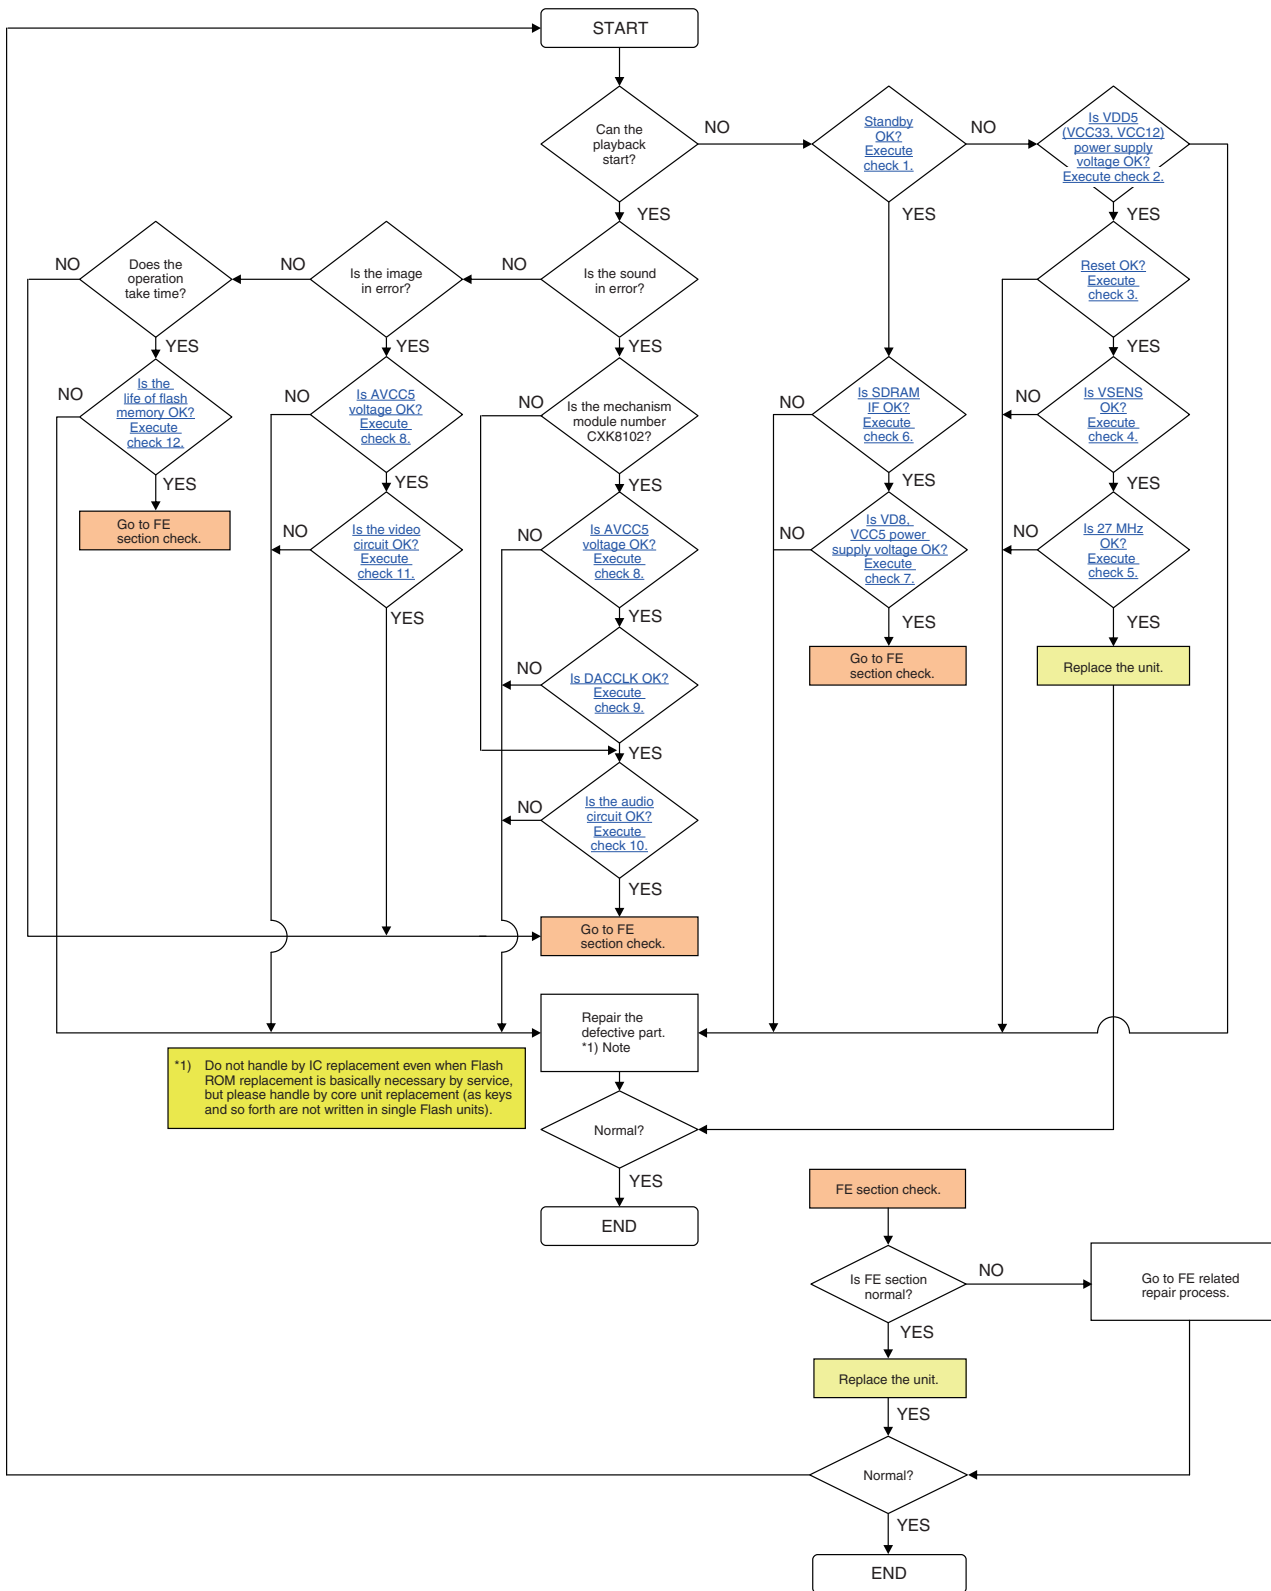 START
Can the
playback
start?
NO
Standby
OK?
Execute
check 1.
NO
Is VDD5
(VCC33, VCC12)
power supply
voltage OK?
Execute check 2.
YES
YES
YES
NO
Does the
operation
take time?
NO
Is the image
in error?
NO
Is the sound
in error?
Reset OK?
Execute
check 3.
YES
YES
YES
YES
NO
Is the
life of flash
memory OK?
Execute
check 12.
NO
Is AVCC5
voltage OK?
Execute
check 8.
NO
Is the mechanism
module number
CXK8102?
NO
Is SDRAM
IF OK?
Execute
check 6.
NO
Is VSENS
OK?
Execute
check 4.
YES
YES
YES
YES
YES
Go to FE
section check.
NO
Is the video
circuit OK?
Execute
check 11.
NO
Is AVCC5
voltage OK?
Execute
check 8.
NO
Is VD8,
VCC5 power
supply voltage OK?
Execute
check 7.
NO
Is 27 MHz
OK?
Execute
check 5.
YES
YES
YES
YES
NO
Is DACCLK OK?
Execute
check 9.
Go to FE
section check.
Replace the unit.
YES
NO
Is the audio
circuit OK?
Execute
check 10.
YES
Go to FE
section check.
Repair the
defective part.
*1) Note
*1) Do not handle by IC replacement even when Flash
ROM replacement is basically necessary by service,
but please handle by core unit replacement (as keys
and so forth are not written in single Flash units).
Normal?
YES
END
FE section check.
Is FE section
normal?
NO
Go to FE related
repair process.
YES
Replace the unit.
YES
Normal?
YES
END